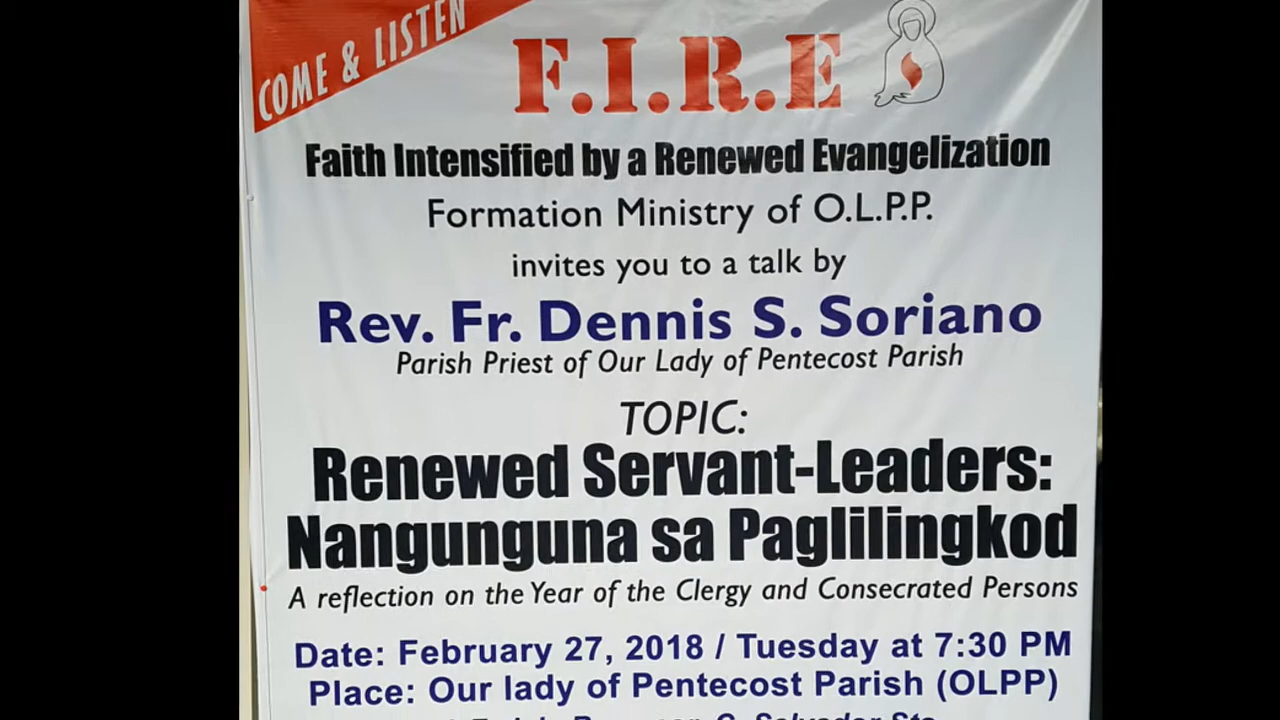 COME & LISTEN
F.I.R.E
Faith Intensified by a Renewed Evangelization
Formation Ministry of O.L.P.P.
invites you to a talk by
Rev. Fr. Dennis S. Soriano
Parish Priest of Our Lady of Pentecost Parish
TOPIC:
Renewed Servant-Leaders:
Nangunguna sa Paglilingkod
A reflection on the Year of the Clergy and Consecrated Persons
Date: February 27, 2018 / Tuesday at 7:30 PM
Place: Our lady of Pentecost Parish (OLPP)